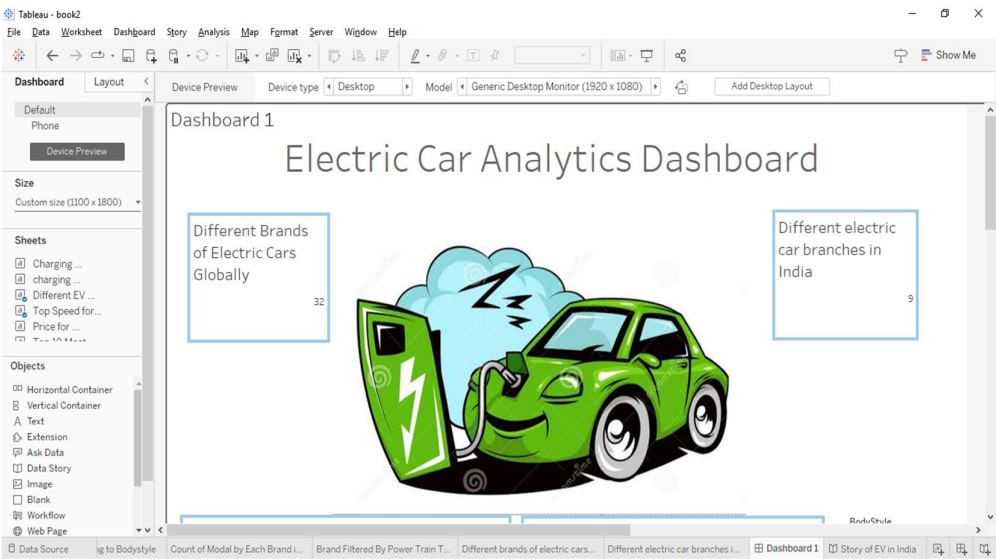 Tableau - book2
File Data Worksheet Dashboard Story Analysis Map Format Server Window Help
Show Me
Dashboard Layout
Device Preview Device type Desktop Model Generic Desktop Monitor (1920 x 1080) Add Desktop Layout
Default
Phone
Device Preview
Size
Custom size (1100 x 1800)
Sheets
Charging ...
charging ...
Different EV ...
Top Speed for...
Price for ...
Objects
Horizontal Container
Vertical Container
Text
Extension
Ask Data
Data Story
Image
Blank
Workflow
Web Page
Dashboard 1
Electric Car Analytics Dashboard
Different Brands
of Electric Cars
Globally
32
Different electric
car branches in
India
9
BodyStyle
Data Source ng to Bodystyle Count of Modal by Each Brand i... Brand Filtered By Power Train T... Different brands of electric cars... Different electric car branches i... Dashboard 1 Story of EV in India